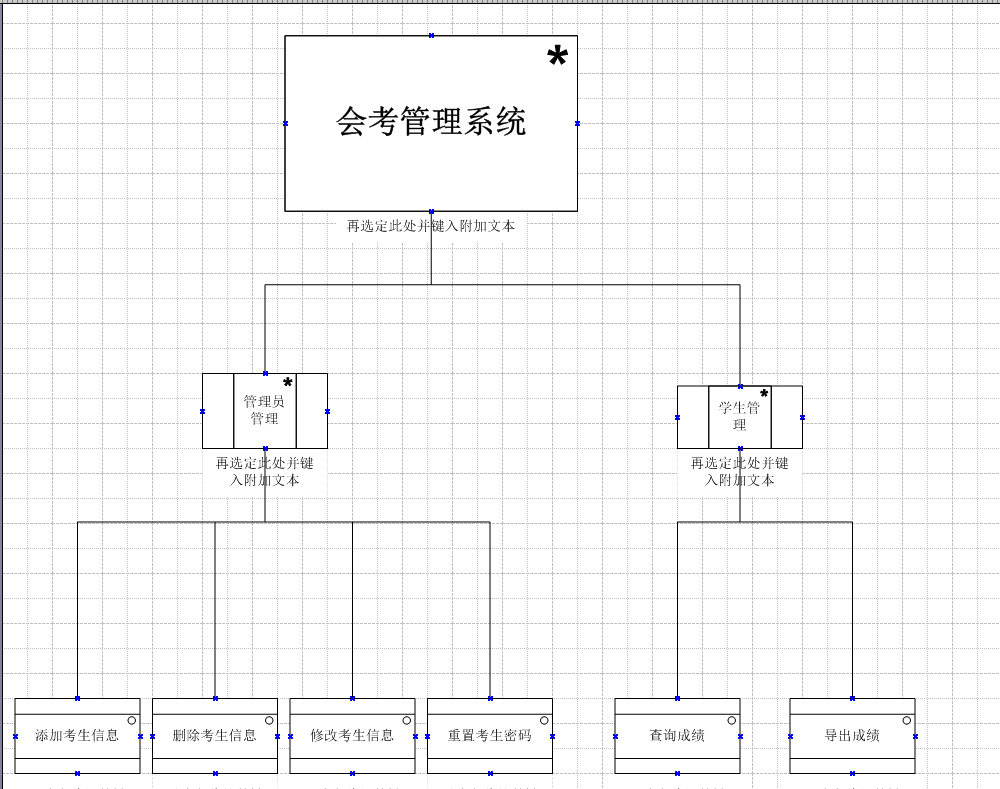 *
会考管理系统
再选定此处并键入附加文本
*
管理员
管理
再选定此处并键
入附加文本
*
学生管
理
再选定此处并键
入附加文本
添加考生信息
删除考生信息
修改考生信息
重置考生密码
查询成绩
导出成绩